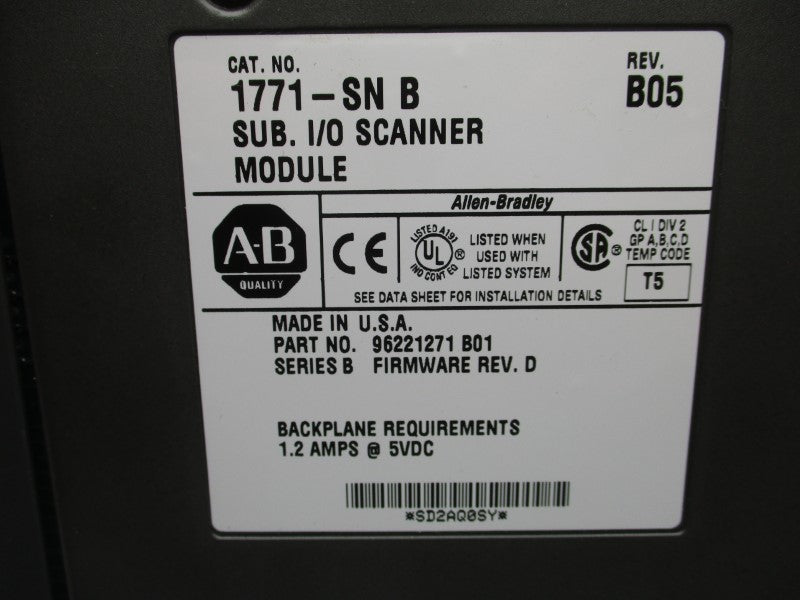 CAT. NO.
REV.
1771-SN B
B05
SUB. I/O SCANNER
MODULE
Allen-Bradley
A-B
QUALITY
CE
LISTED A191
UL ®
IND CONT EQ
LISTED WHEN
USED WITH
LISTED SYSTEM
SA ®
CL I DIV 2
GP A,B,C,D
TEMP CODE
T5
SEE DATA SHEET FOR INSTALLATION DETAILS
MADE IN U.S.A.
PART NO. 96221271 B01
SERIES B FIRMWARE REV. D
BACKPLANE REQUIREMENTS
1.2 AMPS @ 5VDC
*SD2AQ0SY*